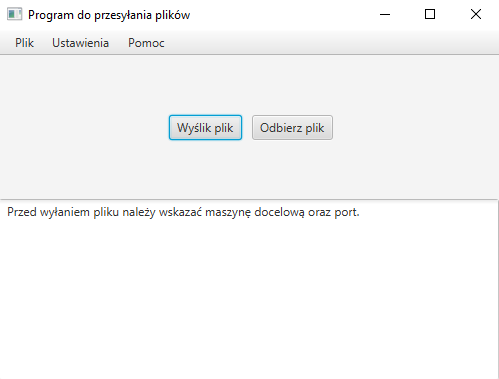 Program do przesyłania plików
Plik Ustawienia Pomoc
Wyślik plik Odbierz plik
Przed wyłaniem pliku należy wskazać maszynę docelową oraz port.